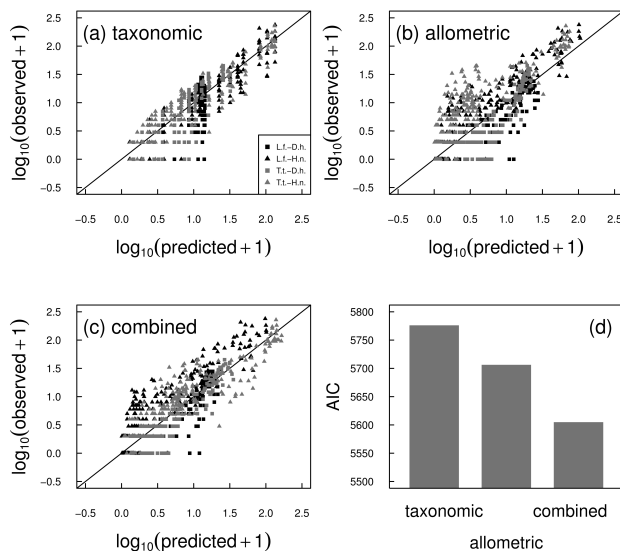 (a) taxonomic
log10(observed + 1)
2.5
2.0
1.5
1.0
0.5
0.0
−0.5
L.f.−D.h.
L.f.−H.n.
T.t.−D.h.
T.t.−H.n.
−0.5 0.0 0.5 1.0 1.5 2.0 2.5
log10(predicted + 1)
(b) allometric
log10(observed + 1)
2.5
2.0
1.5
1.0
0.5
0.0
−0.5
−0.5 0.0 0.5 1.0 1.5 2.0 2.5
log10(predicted + 1)
(c) combined
log10(observed + 1)
2.5
2.0
1.5
1.0
0.5
0.0
−0.5
−0.5 0.0 0.5 1.0 1.5 2.0 2.5
log10(predicted + 1)
(d)
AIC
5800
5750
5700
5650
5600
5550
5500
taxonomic combined
allometric